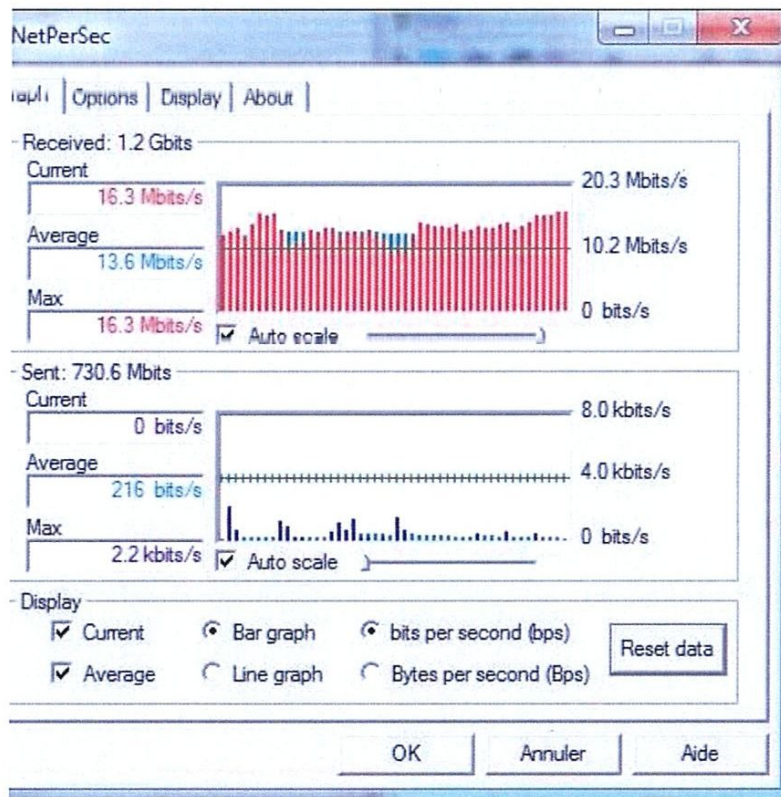 NetPerSec
Graph Options Display About
Received: 1.2 Gbits
Current
16.3 Mbits/s
Average
13.6 Mbits/s
Max
16.3 Mbits/s
20.3 Mbits/s
10.2 Mbits/s
0 bits/s
Auto scale
Sent: 730.6 Mbits
Current
0 bits/s
Average
216 bits/s
Max
2.2 kbits/s
8.0 kbits/s
4.0 kbits/s
0 bits/s
Auto scale
Display
Current
Bar graph
bits per second (bps)
Average
Line graph
Bytes per second (Bps)
Reset data
OK Annuler Aide